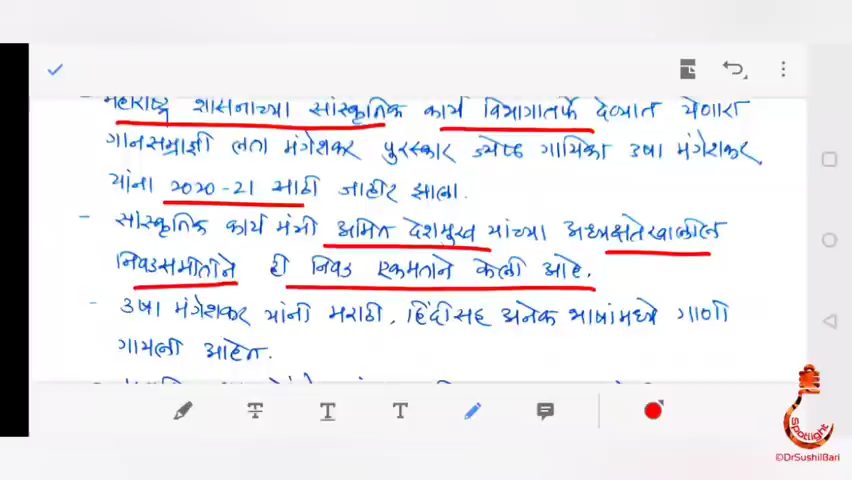 - महाराष्ट्र शासनाच्या सांस्कृतिक कार्य विभागातर्फे देण्यात येणारा
गानसम्राज्ञी लता मंगेशकर पुरस्कार ज्येष्ठ गायिका उषा मंगेशकर
यांना 2020-21 साठी जाहीर झाला.
- सांस्कृतिक कार्य मंत्री अमित देशमुख यांच्या अध्यक्षतेखालील
निवडसमीतीने ही निवड एकमताने केली आहे.
- उषा मंगेशकर यांनी मराठी, हिंदीसह अनेक भाषांमध्ये गाणी
गायली आहेत.
T T T
Spotlight
©DrSushilBari